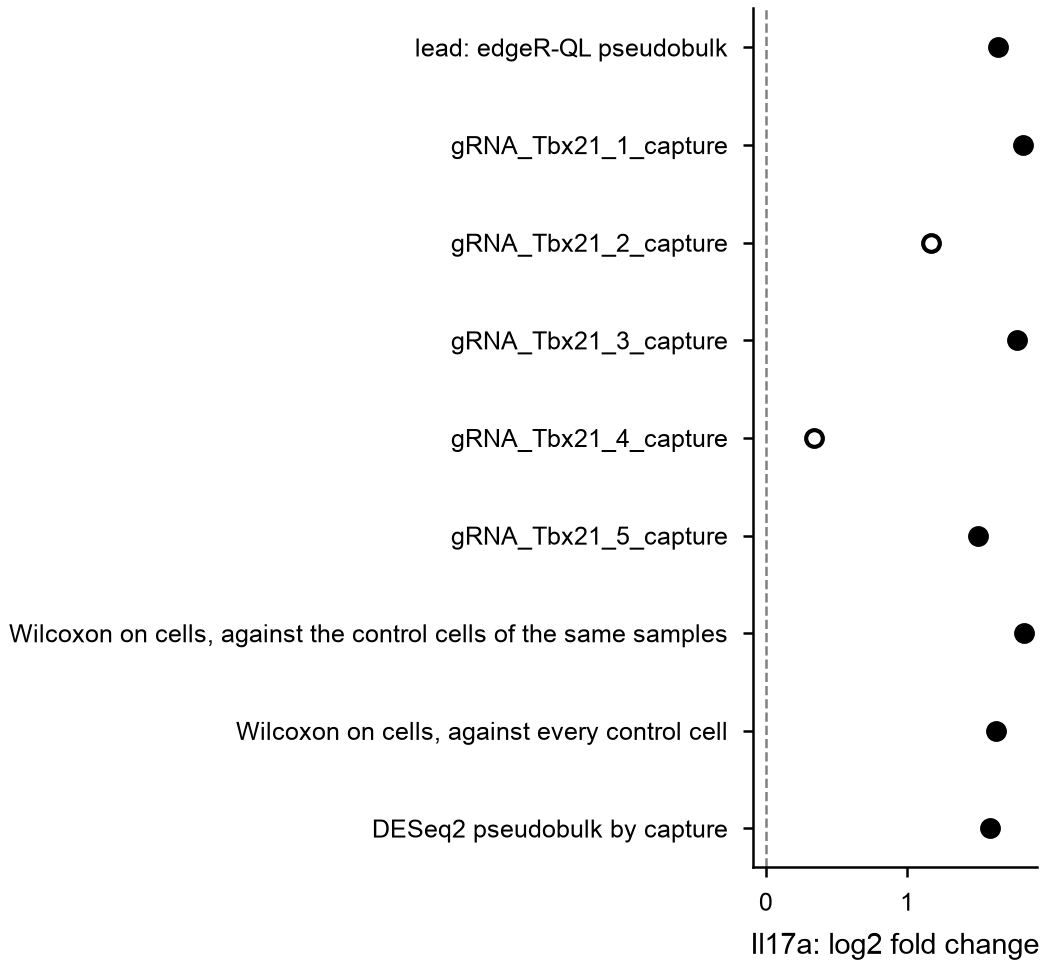 lead: edgeR-QL pseudobulk
gRNA_Tbx21_1_capture
gRNA_Tbx21_2_capture
gRNA_Tbx21_3_capture
gRNA_Tbx21_4_capture
gRNA_Tbx21_5_capture
Wilcoxon on cells, against the control cells of the same samples
Wilcoxon on cells, against every control cell
DESeq2 pseudobulk by capture
0 1
Il17a: log2 fold change